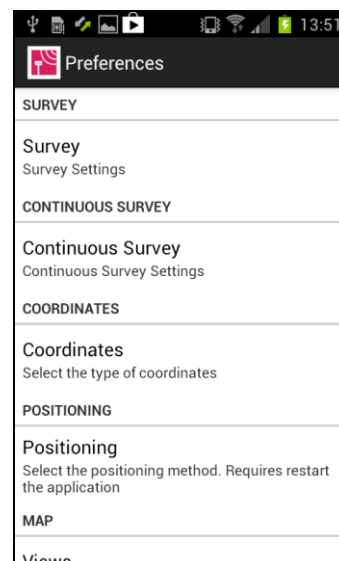 13:51
Preferences
SURVEY
Survey
Survey Settings
CONTINUOUS SURVEY
Continuous Survey
Continuous Survey Settings
COORDINATES
Coordinates
Select the type of coordinates
POSITIONING
Positioning
Select the positioning method. Requires restart
the application
MAP
Views